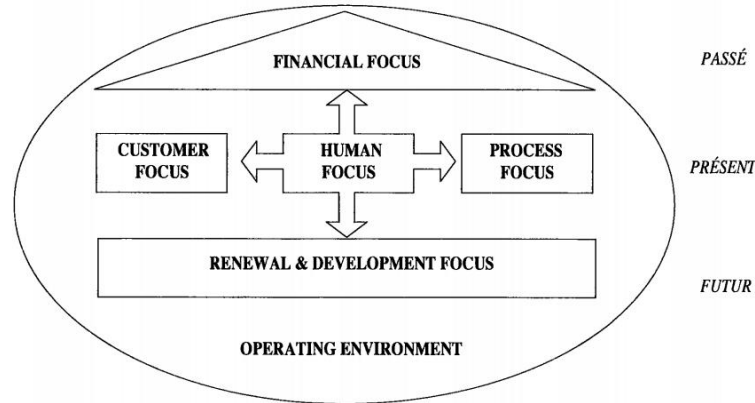 FINANCIAL FOCUS
PASSÉ
CUSTOMER
FOCUS
HUMAN
FOCUS
PROCESS
FOCUS
PRÉSENT
RENEWAL & DEVELOPMENT FOCUS
FUTUR
OPERATING ENVIRONMENT